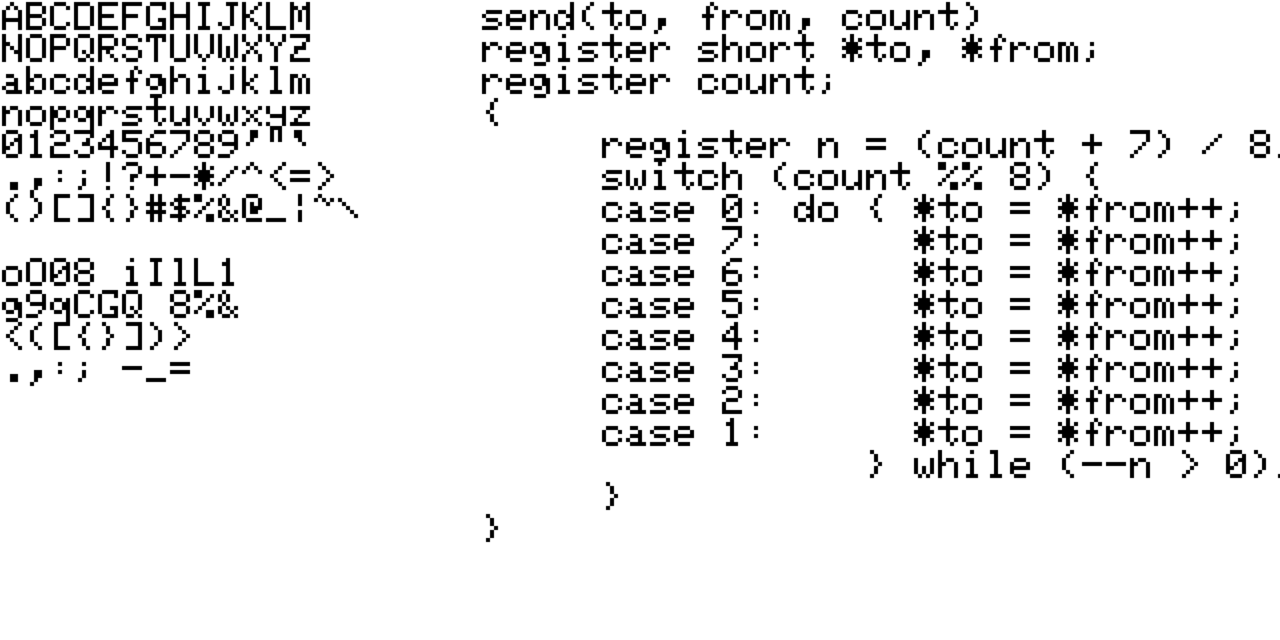 ABCDEFGHIJKLM
NOPQRSTUVWXYZ
abcdefghijklm
nopqrstuvwxyz
0123456789'"`
.,:;!?+-*/^<=>
()[]{}#$%&@_|~\
oO08 iIlL1
g9qCGQ 8%&
<([{}])>
.,:; -_=
send(to, from, count)
register short *to, *from;
register count;
{
register n = (count + 7) / 8;
switch (count %% 8) {
case 0: do { *to = *from++;
case 7: *to = *from++;
case 6: *to = *from++;
case 5: *to = *from++;
case 4: *to = *from++;
case 3: *to = *from++;
case 2: *to = *from++;
case 1: *to = *from++;
} while (--n > 0);
}
}